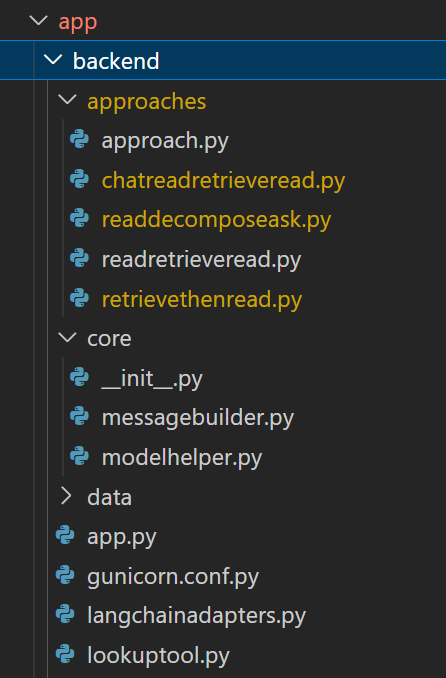 app
backend
approaches
approach.py
chatreadretrieveread.py
readdecomposeask.py
readretrieveread.py
retrievethenread.py
core
__init__.py
messagebuilder.py
modelhelper.py
data
app.py
gunicorn.conf.py
langchainadapters.py
lookuptool.py